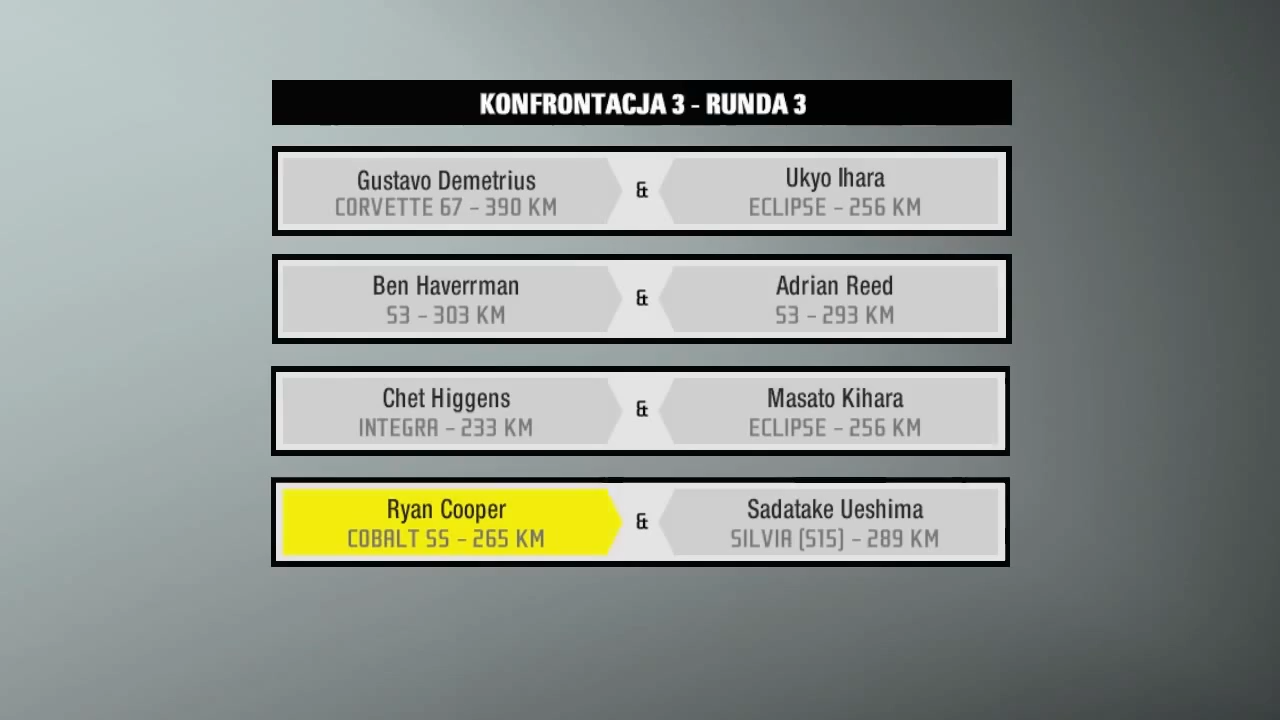 KONFRONTACJA 3 - RUNDA 3
Gustavo Demetrius & Ukyo Ihara
CORVETTE 67 - 390 KM ECLIPSE - 256 KM
Ben Haverrman & Adrian Reed
S3 - 303 KM S3 - 293 KM
Chet Higgens & Masato Kihara
INTEGRA - 233 KM ECLIPSE - 256 KM
Ryan Cooper & Sadatake Ueshima
COBALT SS - 265 KM SILVIA (S15) - 289 KM